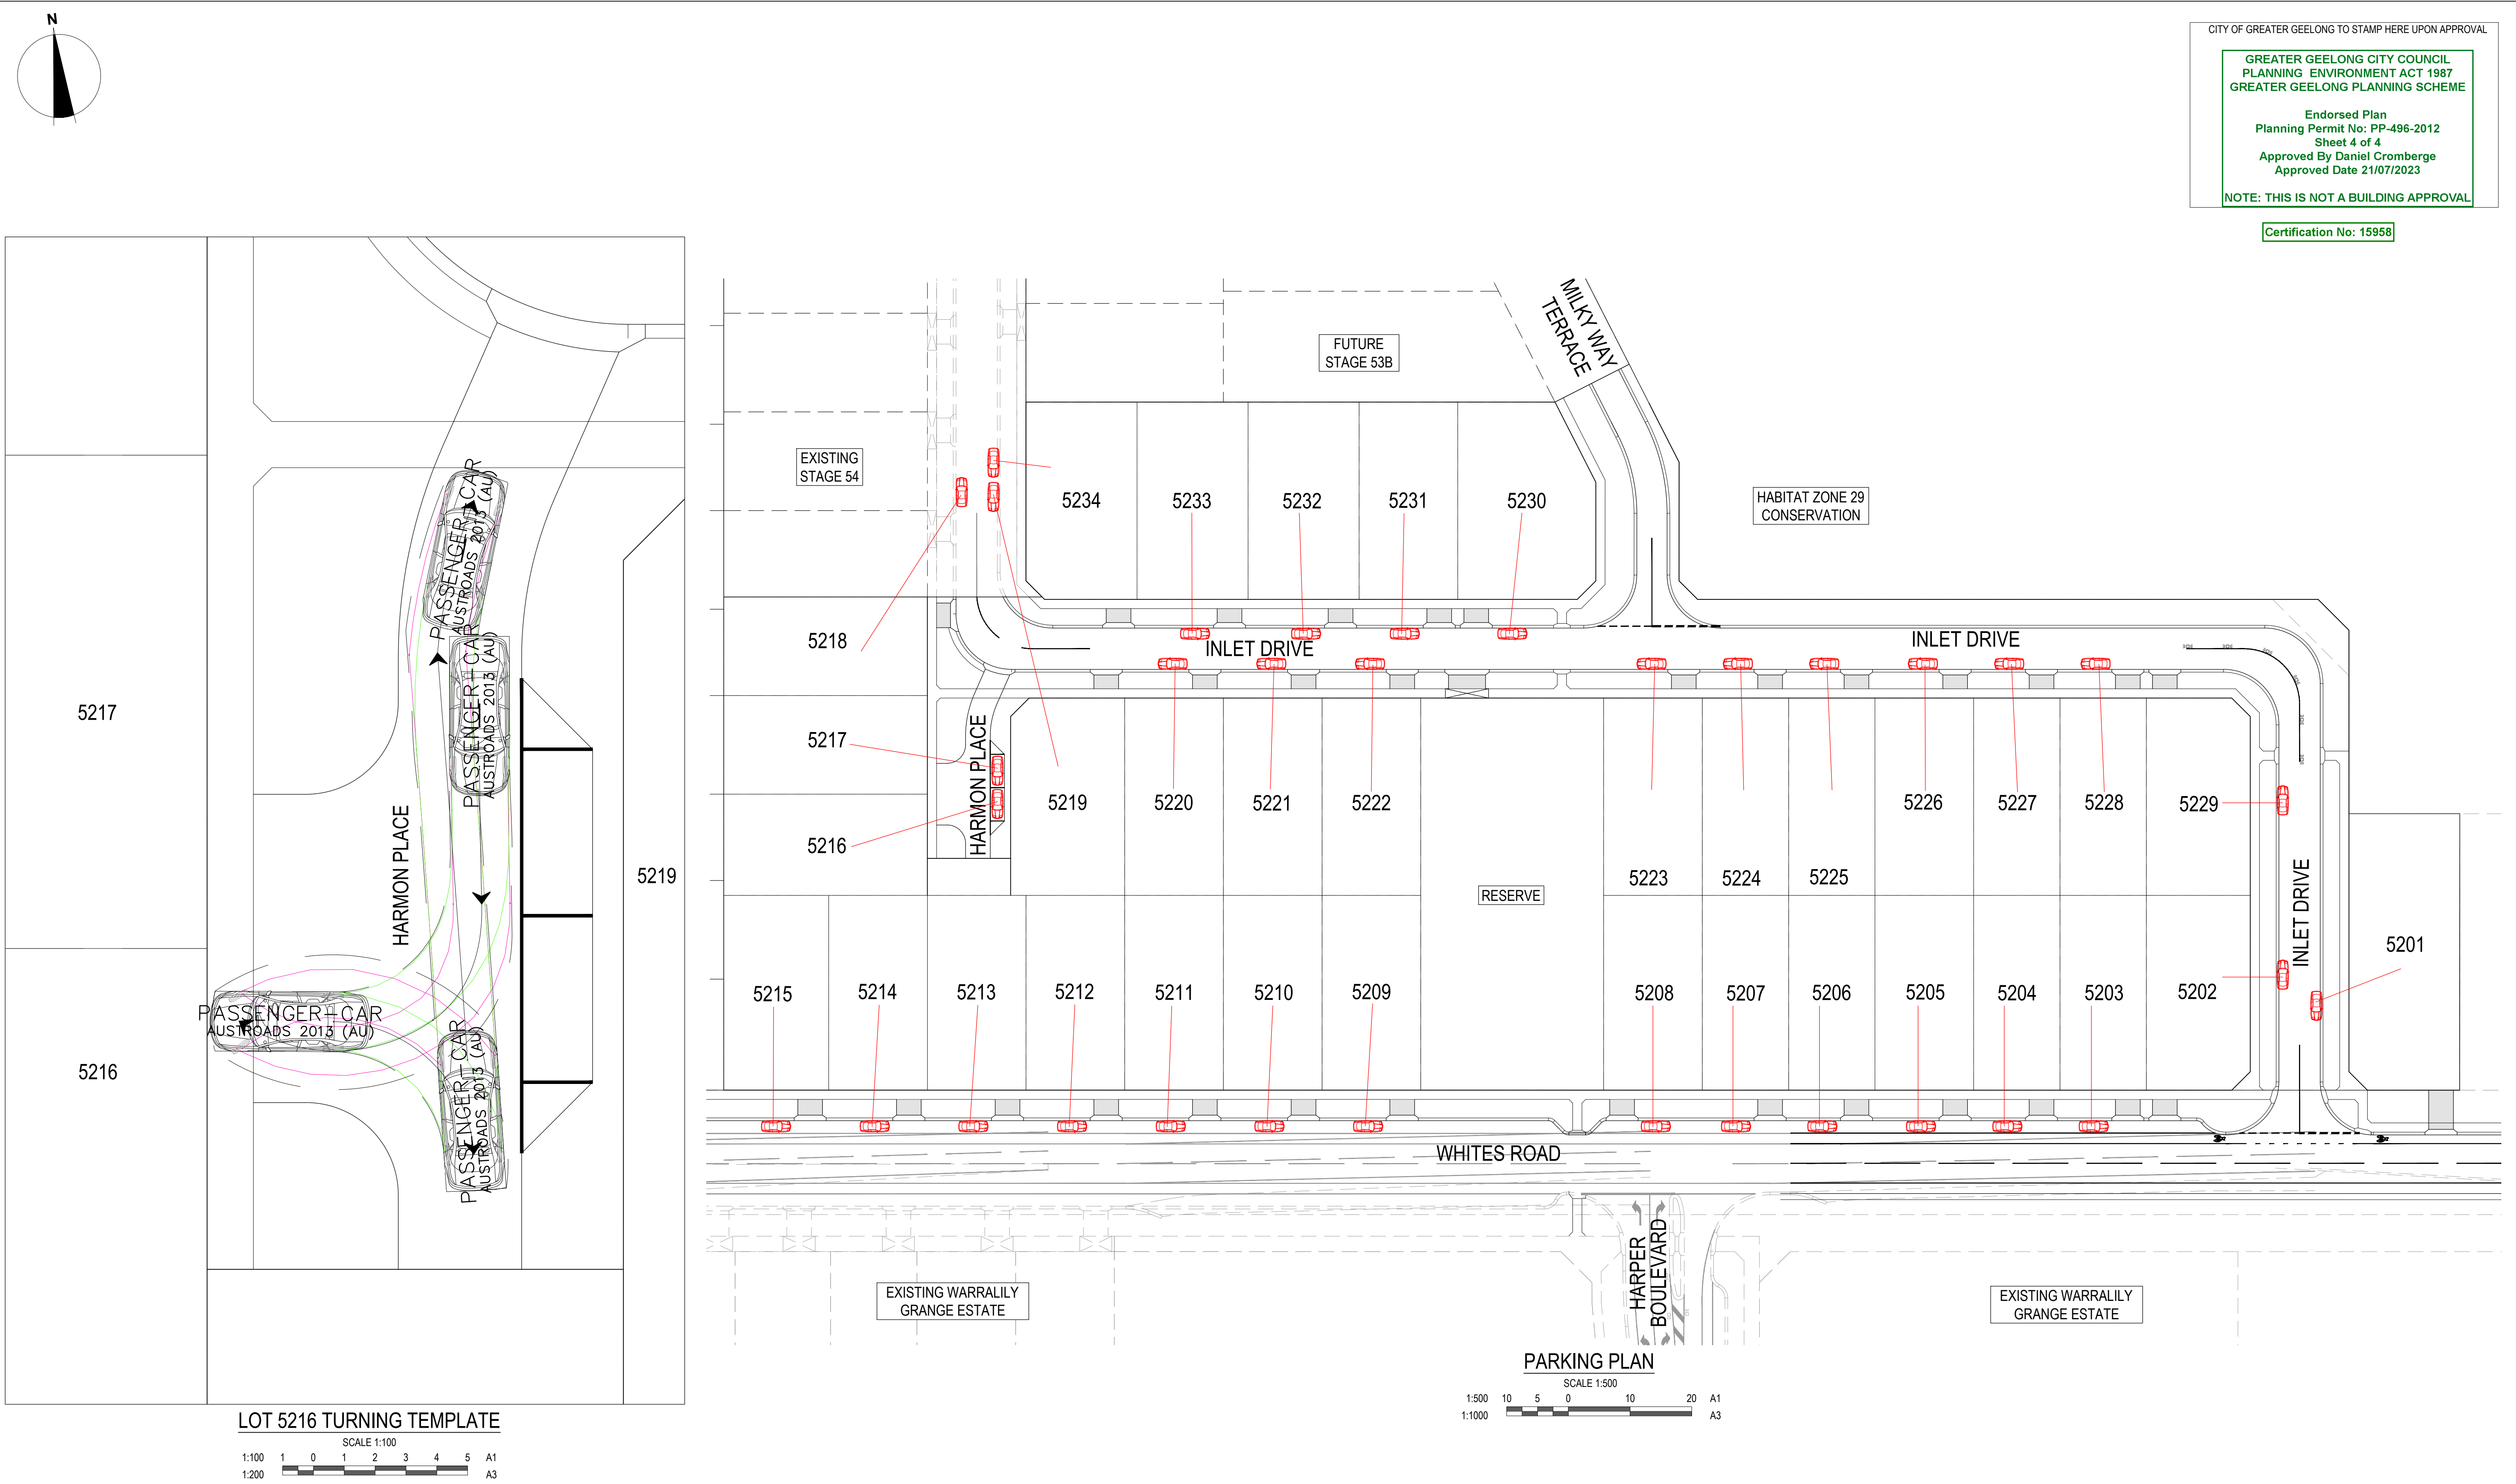 N
CITY OF GREATER GEELONG TO STAMP HERE UPON APPROVAL
GREATER GEELONG CITY COUNCIL
PLANNING ENVIRONMENT ACT 1987
GREATER GEELONG PLANNING SCHEME
Endorsed Plan
Planning Permit No: PP-496-2012
Sheet 4 of 4
Approved By Daniel Cromberge
Approved Date 21/07/2023
NOTE: THIS IS NOT A BUILDING APPROVAL
Certification No: 15958
5217
5216
5219
HARMON PLACE
PASSENGER-CAR
AUSTROADS 2013 (AU)
PASSENGER-CAR
AUSTROADS 2013 (AU)
PASSENGER-CAR
AUSTROADS 2013 (AU)
PASSENGER-CAR
AUSTROADS 2013 (AU)
LOT 5216 TURNING TEMPLATE
SCALE 1:100
1:100 1 0 1 2 3 4 5 A1
1:200 A3
MILKY WAY
TERRACE
FUTURE
STAGE 53B
EXISTING
STAGE 54
HABITAT ZONE 29
CONSERVATION
5234
5233
5232
5231
5230
INLET DRIVE
INLET DRIVE
5218
5217
5216
HARMON PLACE
5219
5220
5221
5222
5223
5224
5225
5226
5227
5228
5229
RESERVE
INLET DRIVE
5201
5215
5214
5213
5212
5211
5210
5209
5208
5207
5206
5205
5204
5203
5202
WHITES ROAD
HARPER
BOULEVARD
EXISTING WARRALILY
GRANGE ESTATE
EXISTING WARRALILY
GRANGE ESTATE
PARKING PLAN
SCALE 1:500
1:500 10 5 0 10 20 A1
1:1000 A3